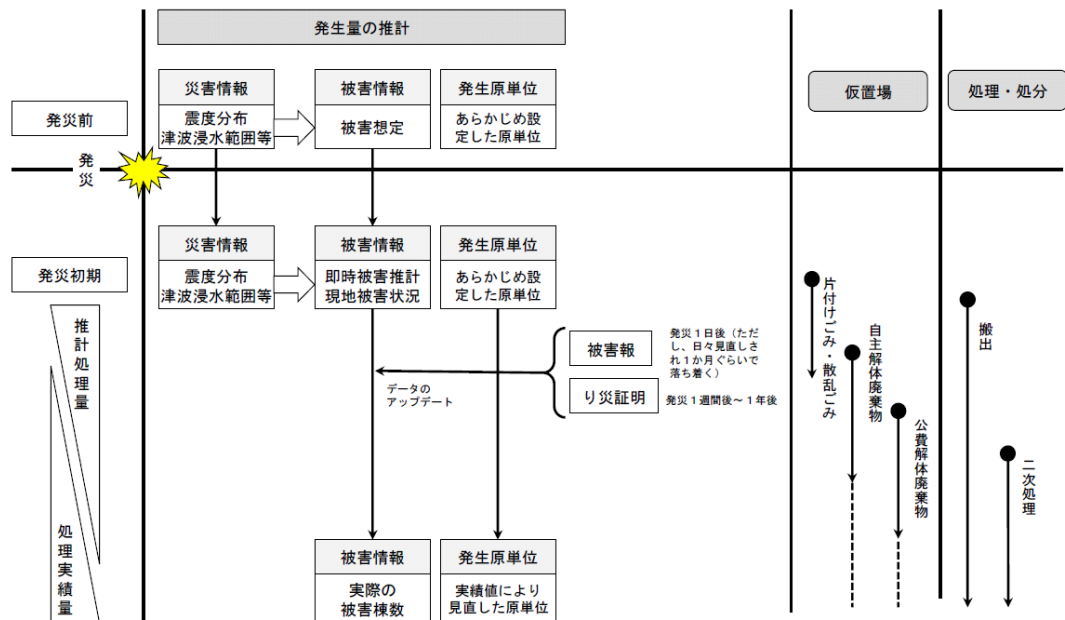 発生量の推計
仮置場
処理・処分
発災前
災害情報
震度分布
津波浸水範囲等
被害情報
被害想定
発生原単位
あらかじめ設
定した原単位
発災
発災初期
災害情報
震度分布
津波浸水範囲等
被害情報
即時被害推計
現地被害状況
発生原単位
あらかじめ設
定した原単位
推計処理量
処理実績量
データの
アップデート
被害報
発災1日後（ただ
し、日々見直しさ
れ1か月ぐらいで
落ち着く）
り災証明
発災1週間後～1年後
被害情報
実際の
被害棟数
発生原単位
実績値により
見直した原単位
片付けごみ・散乱ごみ
自主解体廃棄物
公費解体廃棄物
搬出
二次処理